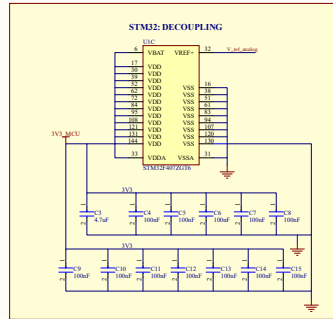 STM32: DECOUPLING
U1C
6 VBAT VREF+ 32 V_ref_analog
17 VDD
30 VDD
39 VDD
52 VDD VSS 16
62 VDD VSS 38
72 VDD VSS 51
84 VDD VSS 61
95 VDD VSS 83
108 VDD VSS 94
121 VDD VSS 107
131 VDD VSS 120
144 VDD VSS 130
3V3_MCU
33 VDDA VSSA 31
STM32F407ZGT6
3V3
C3 C4 C5 C6 C7 C8
4.7uF 100nF 100nF 100nF 100nF 100nF
3V3
C9 C10 C11 C12 C13 C14 C15
100nF 100nF 100nF 100nF 100nF 100nF 100nF